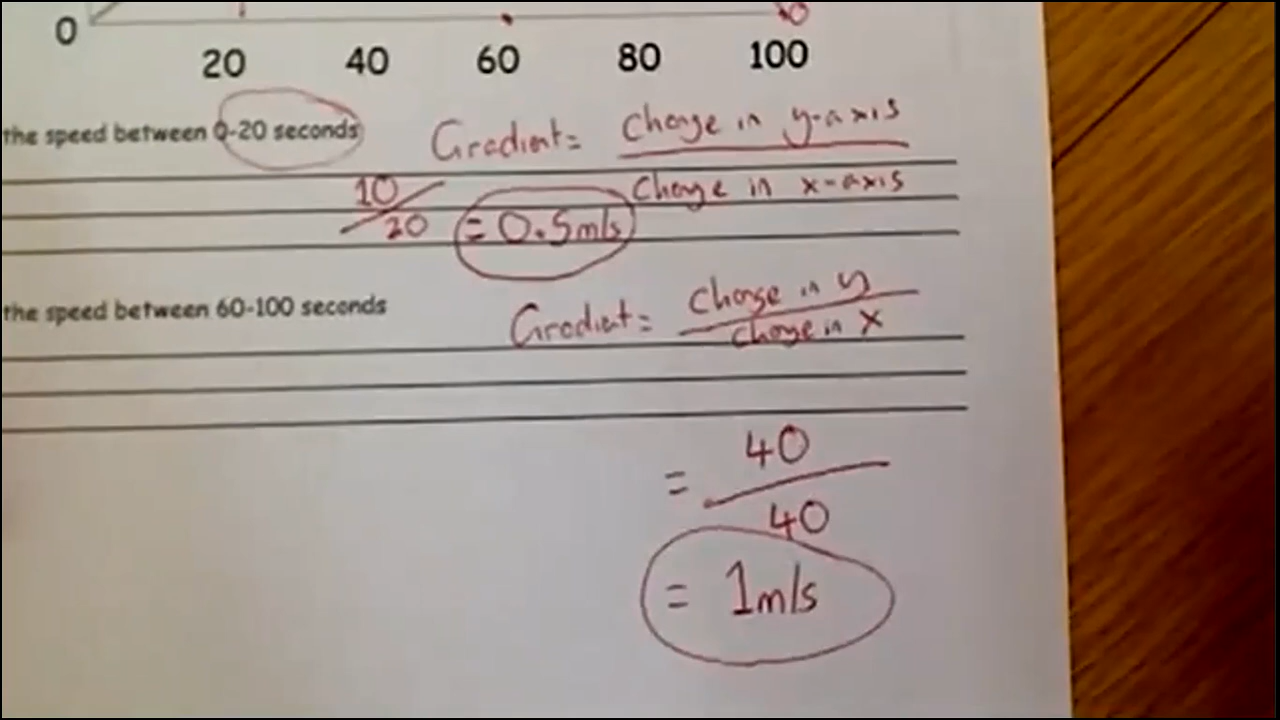 0
20 40 60 80 100
the speed between 0-20 seconds
Gradient = change in y-axis
change in x-axis
10
20
= 0.5m/s
the speed between 60-100 seconds
Gradient = change in y
change in x
= 40
40
= 1m/s